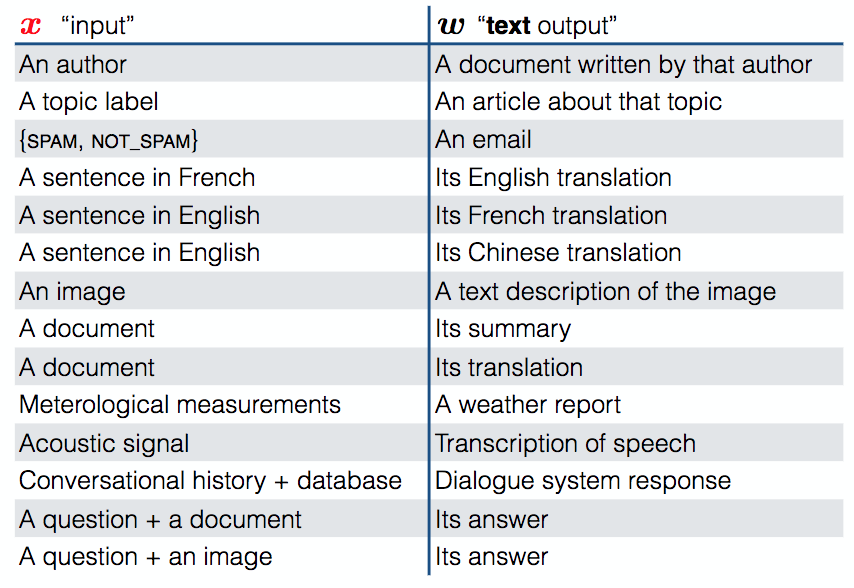 x “input” w “text output”
An author A document written by that author
A topic label An article about that topic
{SPAM, NOT_SPAM} An email
A sentence in French Its English translation
A sentence in English Its French translation
A sentence in English Its Chinese translation
An image A text description of the image
A document Its summary
A document Its translation
Meterological measurements A weather report
Acoustic signal Transcription of speech
Conversational history + database Dialogue system response
A question + a document Its answer
A question + an image Its answer